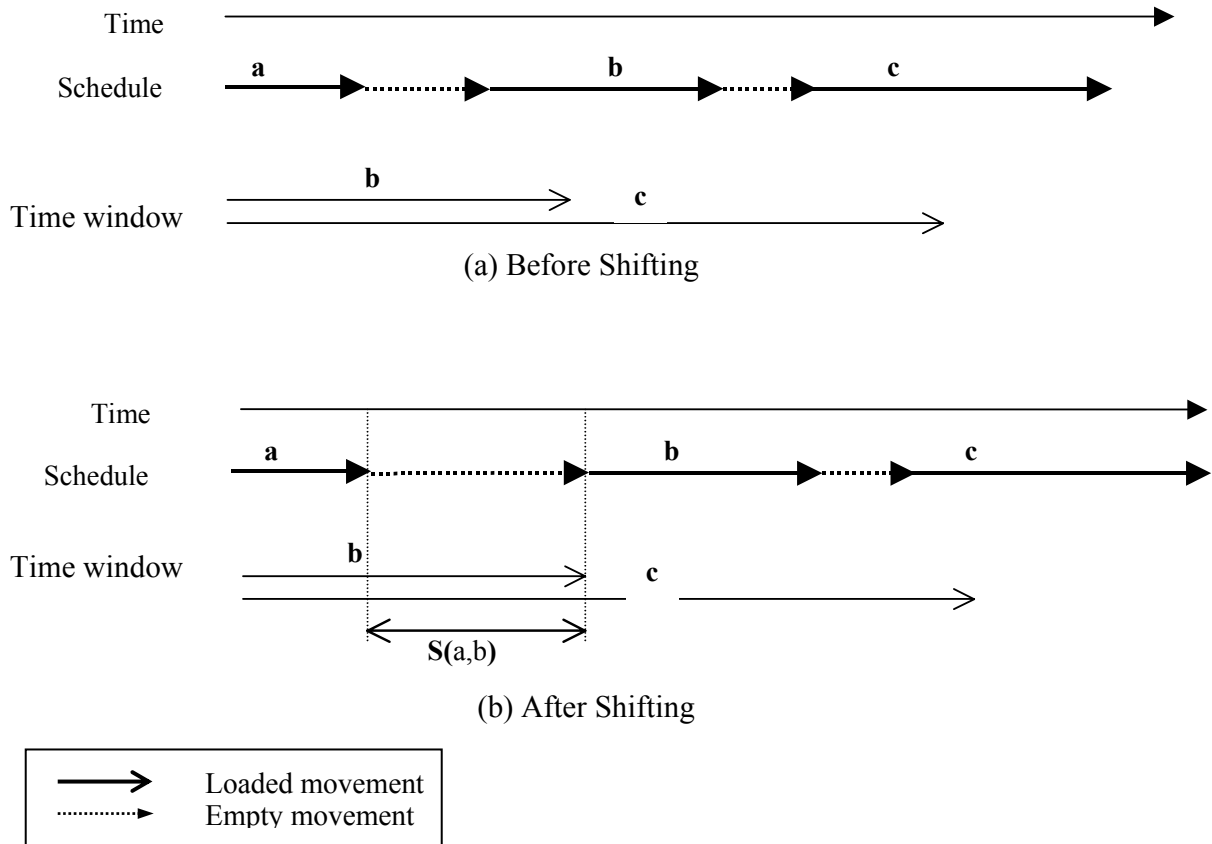 Time
a b c
Schedule
b
c
Time window
(a) Before Shifting
Time
a b c
Schedule
b
c
Time window
S(a,b)
(b) After Shifting
Loaded movement
Empty movement